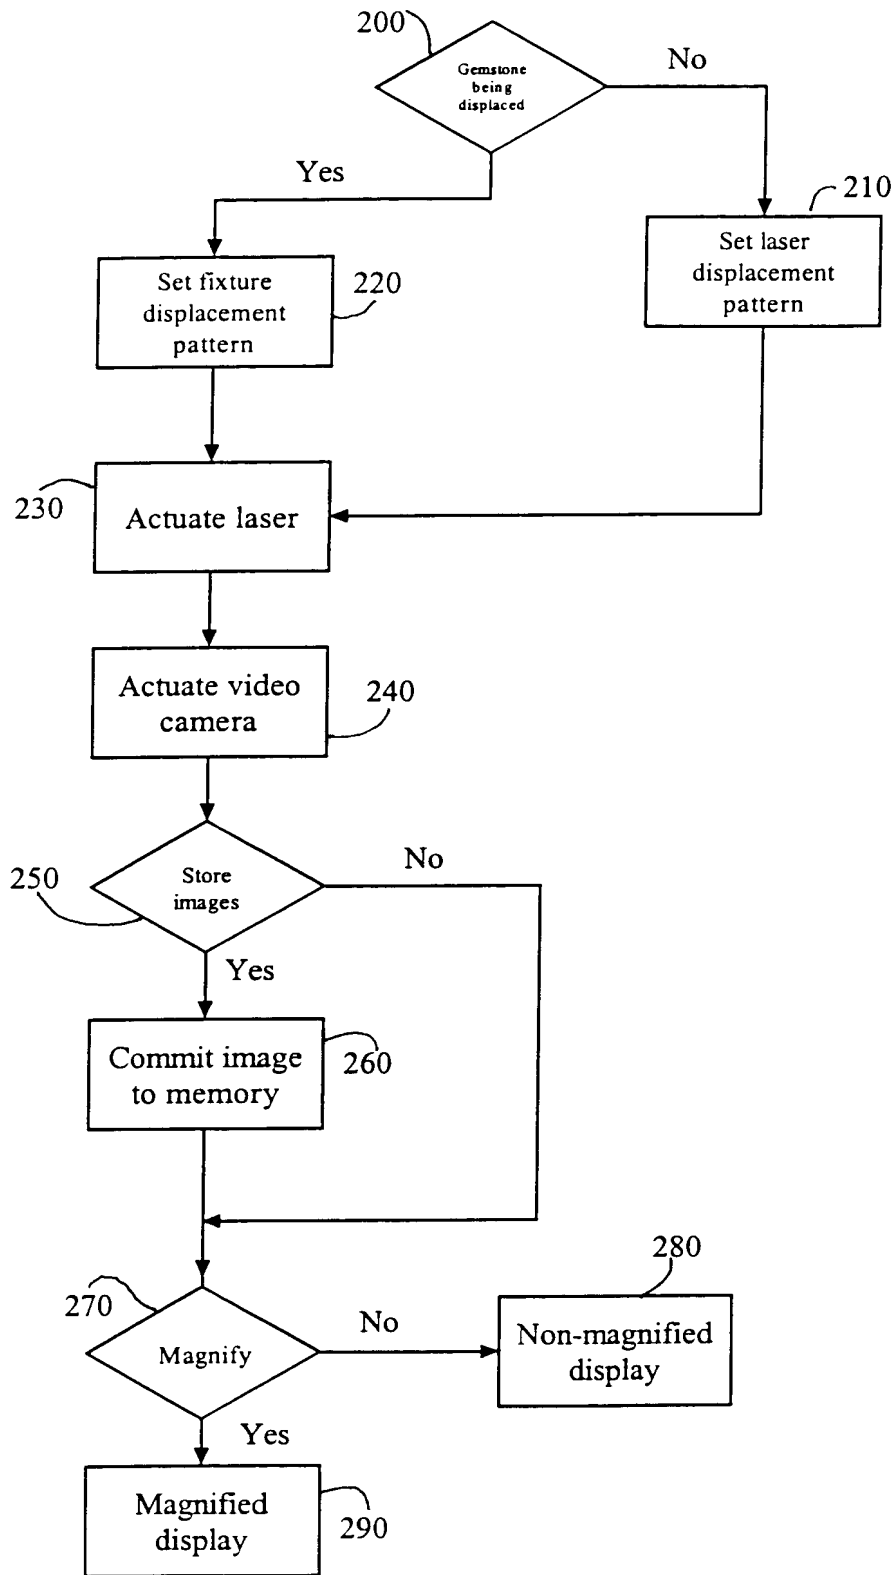 200
Gemstone
being
displaced
No
Yes
210
Set laser
displacement
pattern
Set fixture
displacement
pattern
220
230
Actuate laser
Actuate video
camera
240
250
Store
images
No
Yes
Commit image
to memory
260
270
Magnify
No
280
Non-magnified
display
Yes
Magnified
display
290